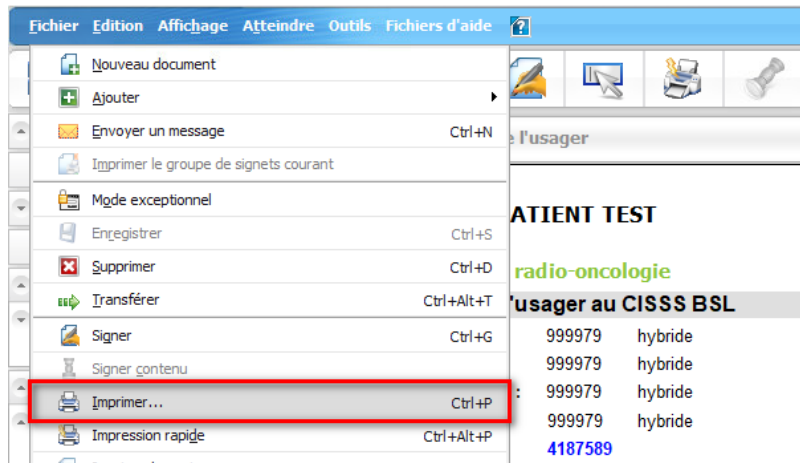 Fichier Edition Affichage Atteindre Outils Fichiers d'aide
Nouveau document
Ajouter
Envoyer un message Ctrl+N
Imprimer le groupe de signets courant
Mode exceptionnel
Enregistrer Ctrl+S
Supprimer Ctrl+D
Transférer Ctrl+Alt+T
Signer Ctrl+G
Signer contenu
Imprimer... Ctrl+P
Impression rapide Ctrl+Alt+P
l'usager
ATIENT TEST
radio-oncologie
'usager au CISSS BSL
999979 hybride
999979 hybride
: 999979 hybride
999979 hybride
4187589